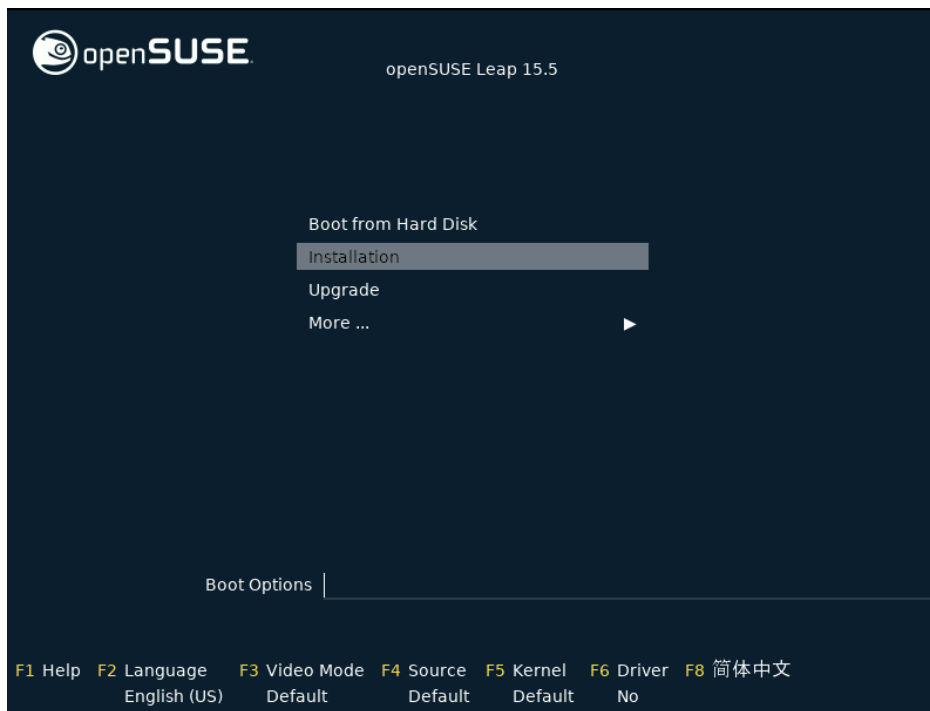 openSUSE.
openSUSE Leap 15.5
Boot from Hard Disk
Installation
Upgrade
More ...
Boot Options
F1 Help F2 Language F3 Video Mode F4 Source F5 Kernel F6 Driver F8 简体中文
English (US) Default Default Default No